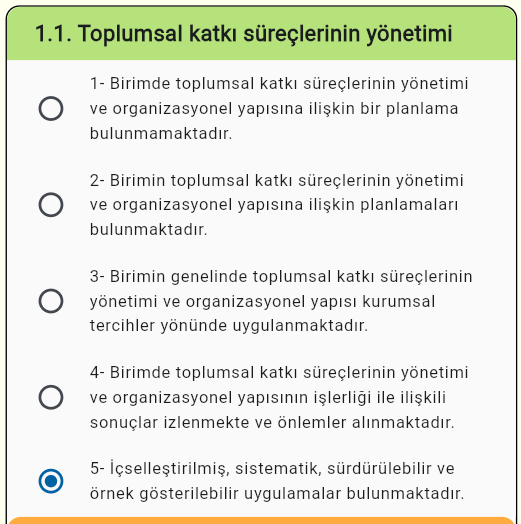 1.1. Toplumsal katkı süreçlerinin yönetimi
1- Birimde toplumsal katkı süreçlerinin yönetimi
ve organizasyonel yapısına ilişkin bir planlama
bulunmamaktadır.
2- Birimin toplumsal katkı süreçlerinin yönetimi
ve organizasyonel yapısına ilişkin planlamaları
bulunmaktadır.
3- Birimin genelinde toplumsal katkı süreçlerinin
yönetimi ve organizasyonel yapısı kurumsal
tercihler yönünde uygulanmaktadır.
4- Birimde toplumsal katkı süreçlerinin yönetimi
ve organizasyonel yapısının işlerliği ile ilişkili
sonuçlar izlenmekte ve önlemler alınmaktadır.
5- İçselleştirilmiş, sistematik, sürdürülebilir ve
örnek gösterilebilir uygulamalar bulunmaktadır.